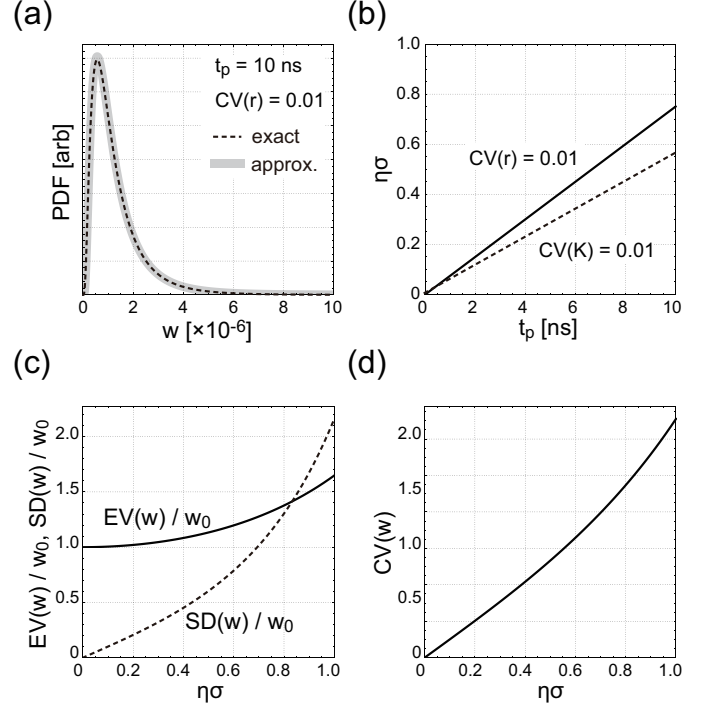 (a)
PDF [arb]
t_p = 10 ns
CV(r) = 0.01
exact
approx.
0 2 4 6 8 10
w [×10^-6]
(b)
ησ
1.0
0.8
0.6
0.4
0.2
0
CV(r) = 0.01
CV(K) = 0.01
0 2 4 6 8 10
t_p [ns]
(c)
EV(w) / w_0, SD(w) / w_0
2.0
1.5
1.0
0.5
0
EV(w) / w_0
SD(w) / w_0
0 0.2 0.4 0.6 0.8 1.0
ησ
(d)
CV(w)
2.0
1.5
1.0
0.5
0
0 0.2 0.4 0.6 0.8 1.0
ησ